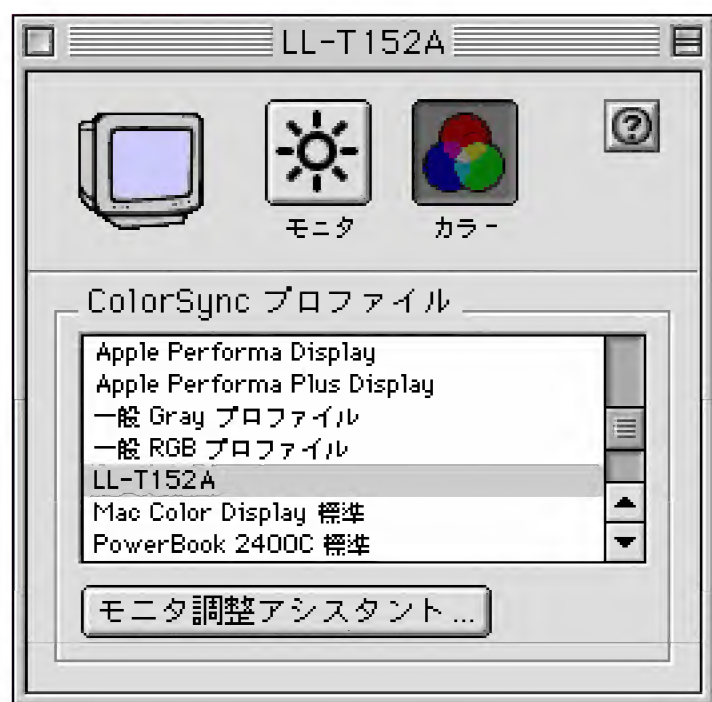 LL-T152A
?
モニタ
カラー
ColorSync プロファイル
Apple Performa Display
Apple Performa Plus Display
一般 Gray プロファイル
一般 RGB プロファイル
LL-T152A
Mac Color Display 標準
PowerBook 2400C 標準
モニタ調整アシスタント...